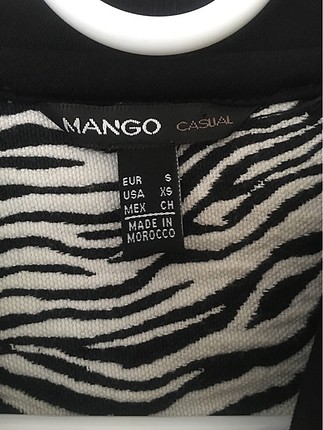 MANGO CASUAL
EUR S
USA XS
MEX CH
MADE IN
MOROCCO